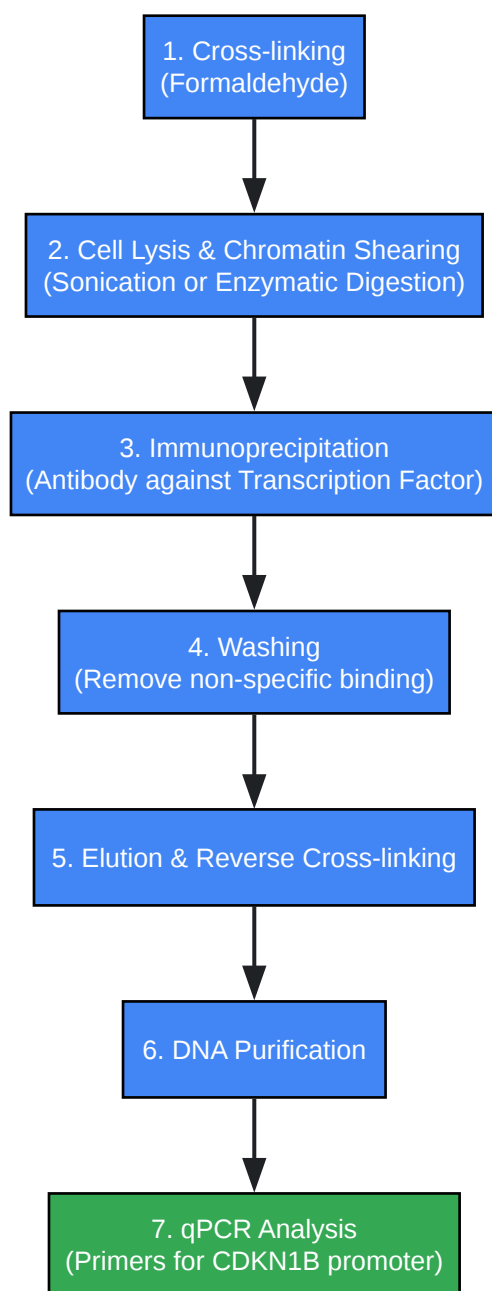 1. Cross-linking
(Formaldehyde)
2. Cell Lysis & Chromatin Shearing
(Sonication or Enzymatic Digestion)
3. Immunoprecipitation
(Antibody against Transcription Factor)
4. Washing
(Remove non-specific binding)
5. Elution & Reverse Cross-linking
6. DNA Purification
7. qPCR Analysis
(Primers for CDKN1B promoter)